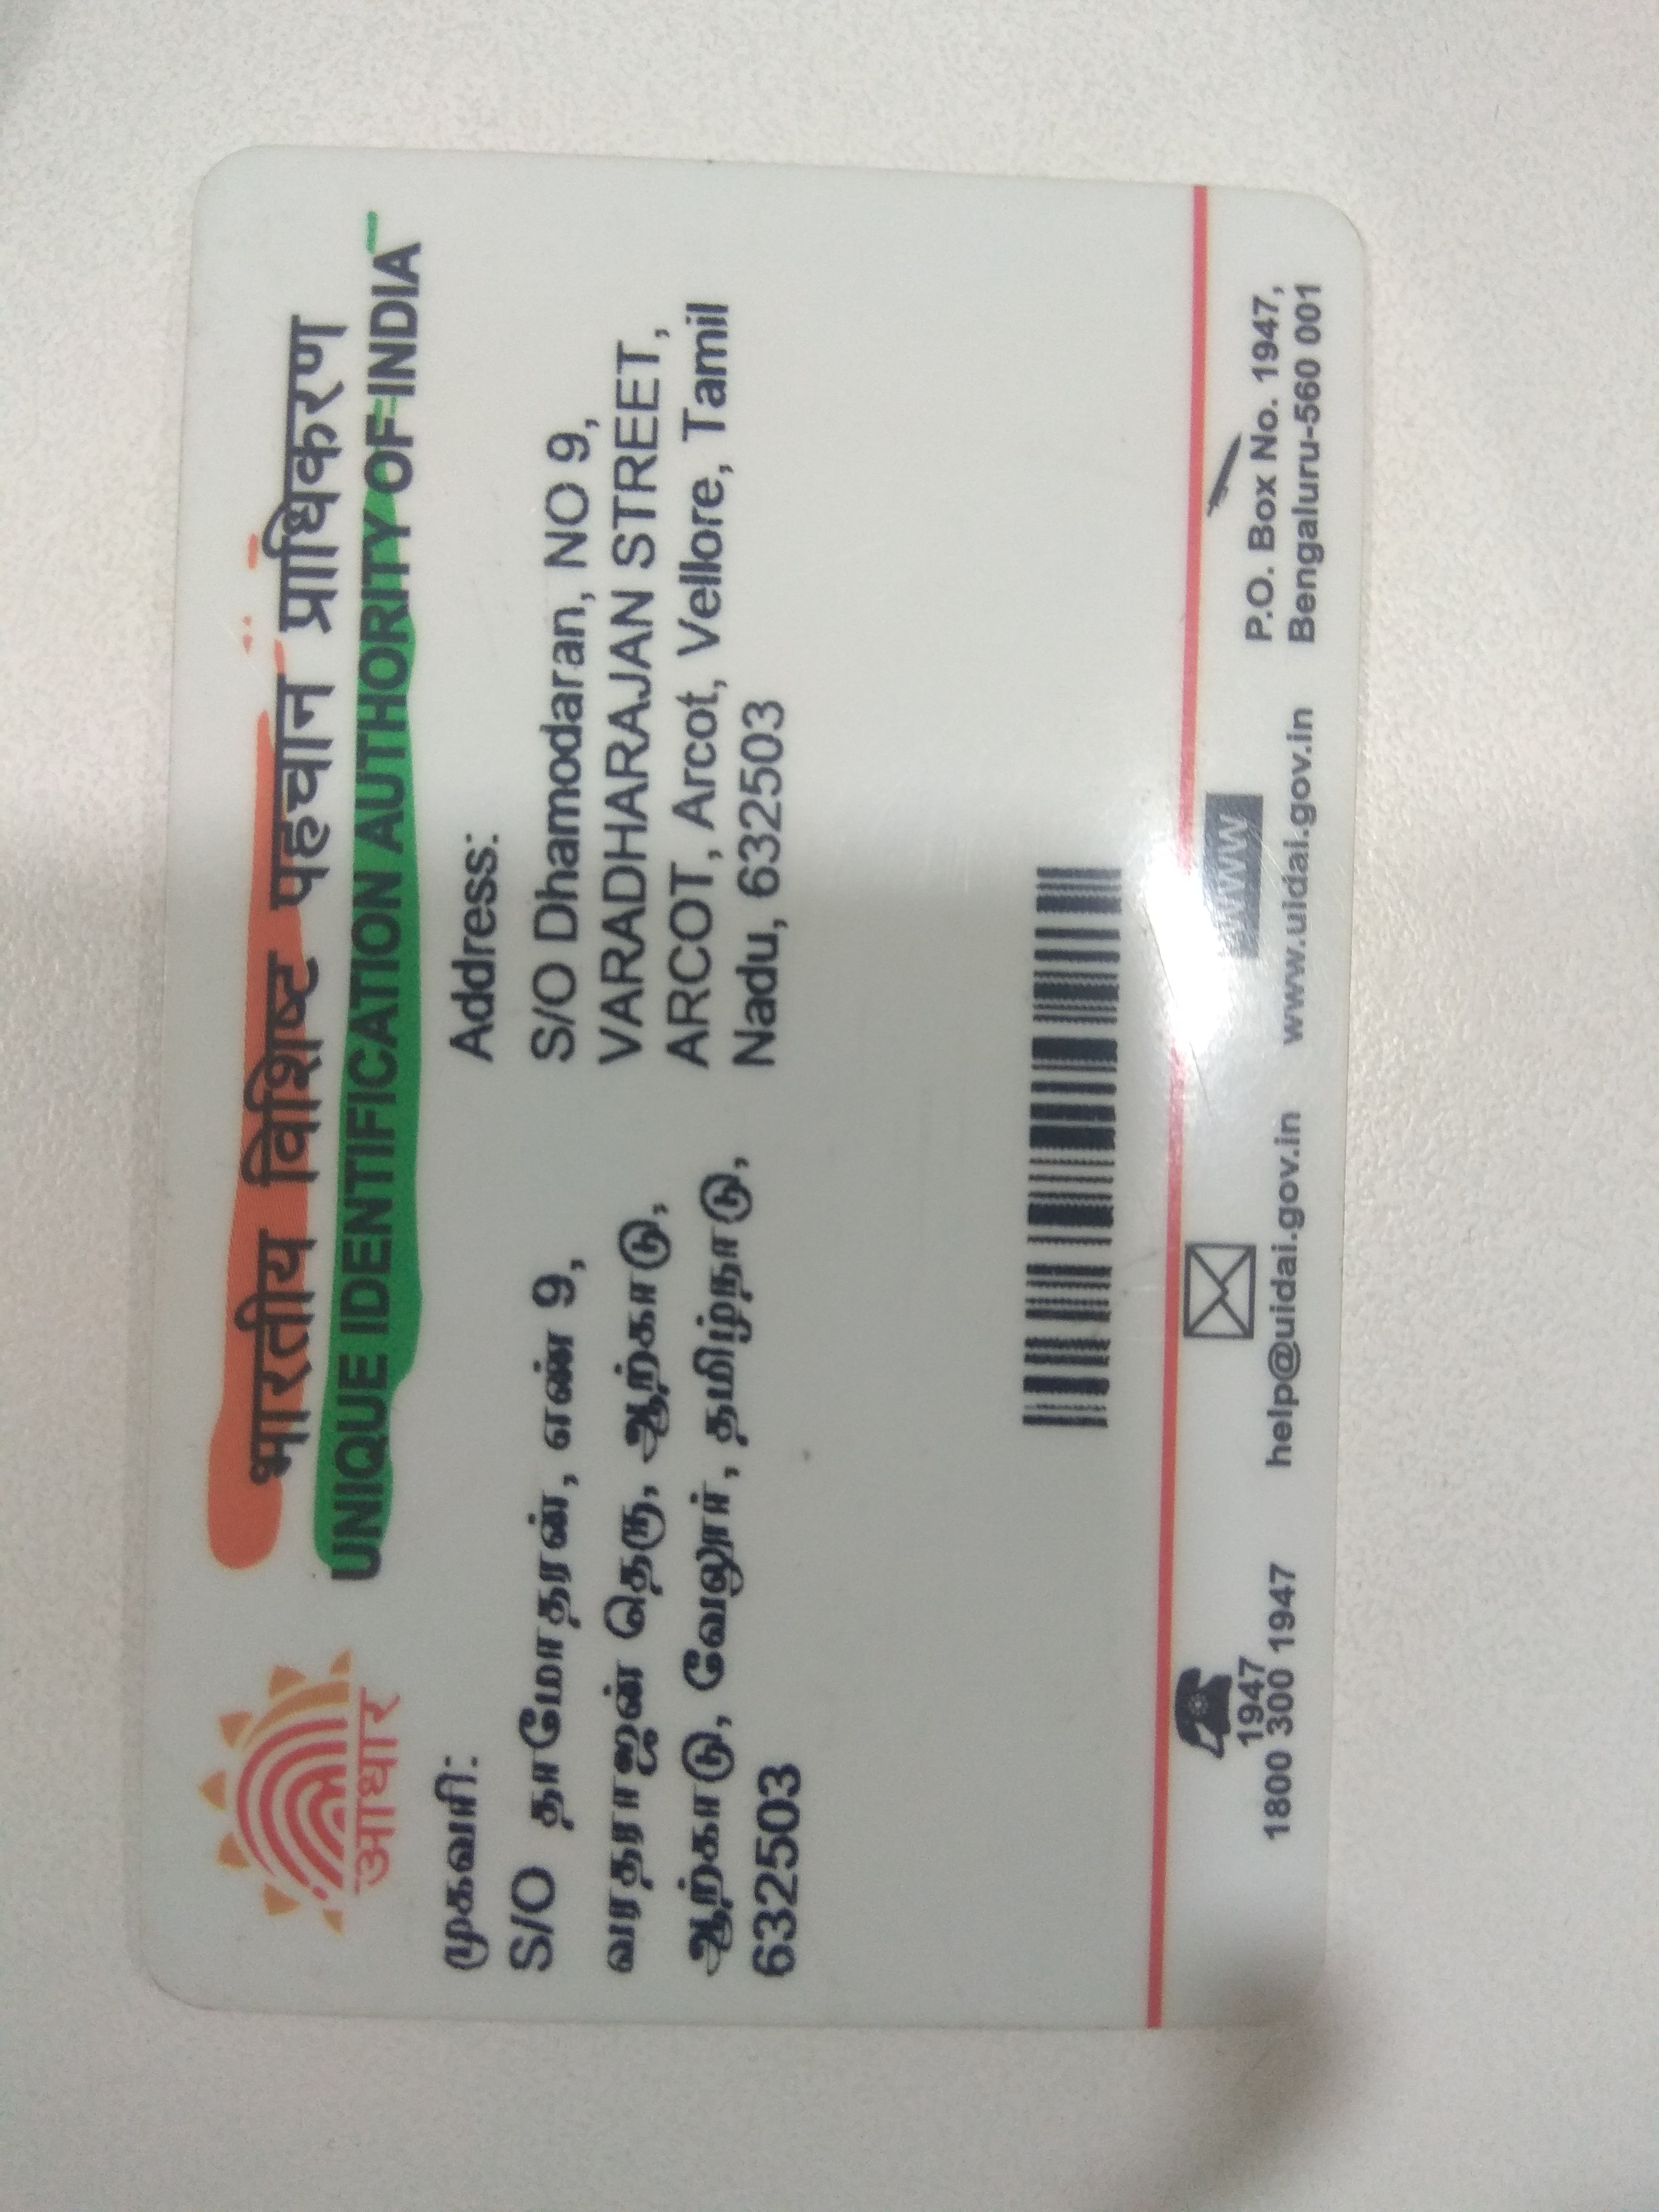 आधार
भारतीय विशिष्ट पहचान प्राधिकरण
UNIQUE IDENTIFICATION AUTHORITY OF INDIA
முகவரி:
S/O தாமோதரன், எண் 9,
வரதராஜன் தெரு, ஆற்காடு,
ஆற்காடு, வேலூர், தமிழ்நாடு,
632503
Address:
S/O Dhamodaran, NO 9,
VARADHARAJAN STREET,
ARCOT, Arcot, Vellore, Tamil
Nadu, 632503
1947
1800 300 1947
help@uidai.gov.in
www
www.uidai.gov.in
P.O. Box No. 1947,
Bengaluru-560 001